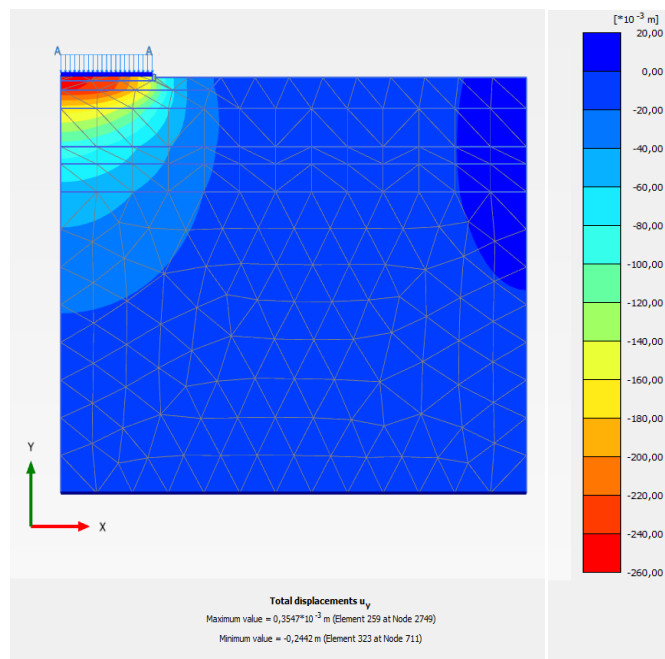 [*10 -3 m]
A A
20,00
0,00
-20,00
-40,00
-60,00
-80,00
-100,00
-120,00
-140,00
-160,00
-180,00
-200,00
-220,00
-240,00
-260,00
Y
X
Total displacements uy
Maximum value = 0,3547*10 -3 m (Element 259 at Node 2749)
Minimum value = -0,2442 m (Element 323 at Node 711)